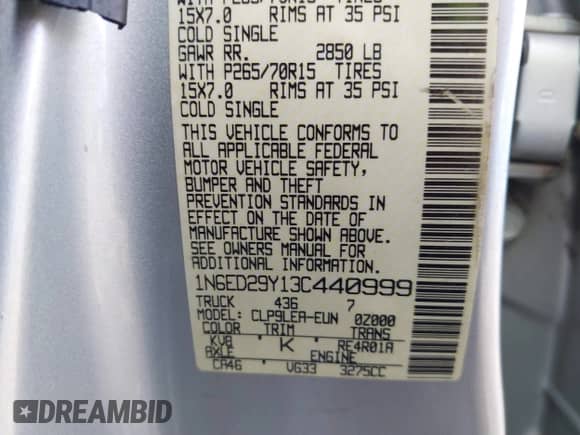 15X7.0 RIMS AT 35 PSI
COLD SINGLE
GAWR RR. 2850 LB
WITH P265/70R15 TIRES
15X7.0 RIMS AT 35 PSI
COLD SINGLE
THIS VEHICLE CONFORMS TO
ALL APPLICABLE FEDERAL
MOTOR VEHICLE SAFETY,
BUMPER AND THEFT
PREVENTION STANDARDS IN
EFFECT ON THE DATE OF
MANUFACTURE SHOWN ABOVE.
SEE OWNERS MANUAL FOR
ADDITIONAL INFORMATION.
1N6ED29Y13C440999
TRUCK 436 7
MODEL: CLP9LEA-EUN 0Z000
COLOR TRIM TRANS
KV8 K RE4R01A
AXLE ENGINE
CA46 VG33 3275CC
DREAMBID